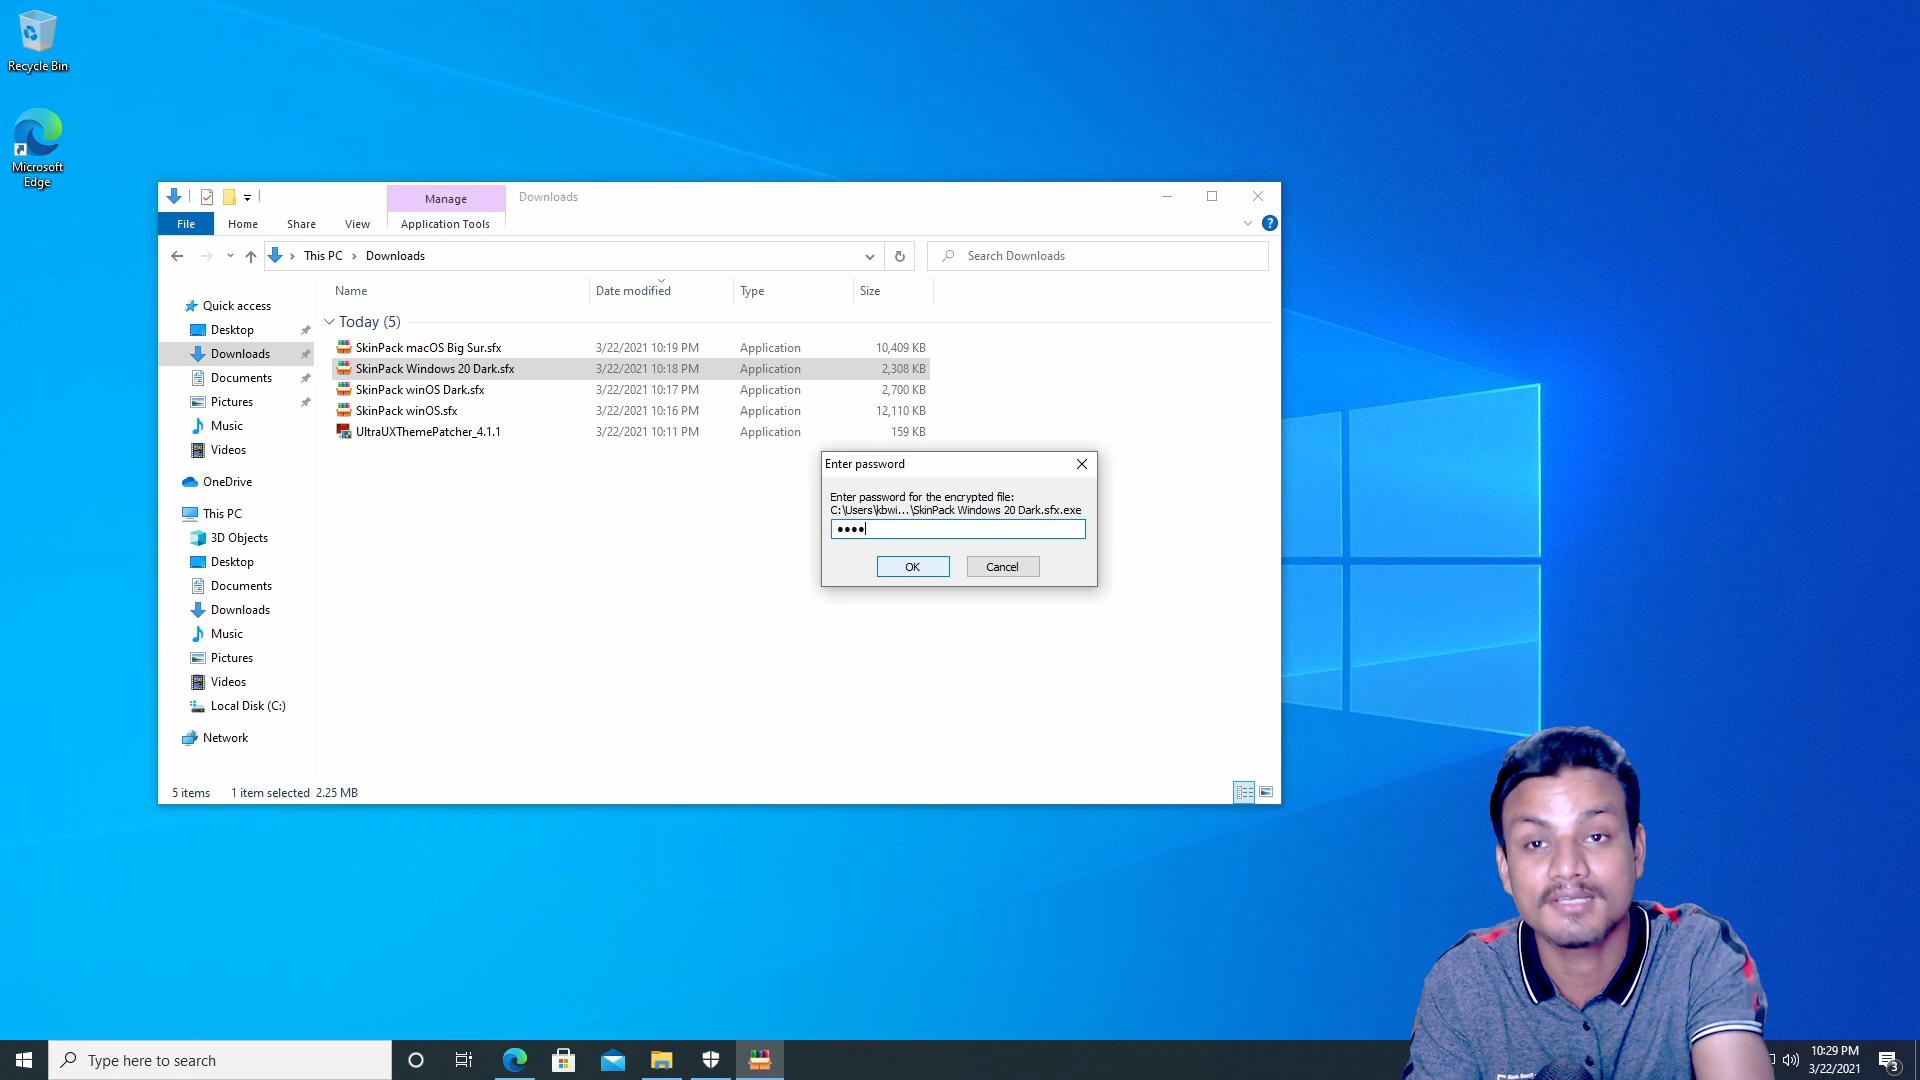 Recycle Bin
Microsoft
Edge
Manage
Downloads
File
Home
Share
View
Application Tools
This PC
Downloads
Search Downloads
Name
Date modified
Type
Size
Today (5)
SkinPack macOS Big Sur.sfx 3/22/2021 10:19 PM Application 10,409 KB
SkinPack Windows 20 Dark.sfx 3/22/2021 10:18 PM Application 2,308 KB
SkinPack winOS Dark.sfx 3/22/2021 10:17 PM Application 2,700 KB
SkinPack winOS.sfx 3/22/2021 10:16 PM Application 12,110 KB
UltraUXThemePatcher_4.1.1 3/22/2021 10:11 PM Application 159 KB
Quick access
Desktop
Downloads
Documents
Pictures
Music
Videos
OneDrive
This PC
3D Objects
Desktop
Documents
Downloads
Music
Pictures
Videos
Local Disk (C:)
Network
5 items 1 item selected 2.25 MB
Enter password
Enter password for the encrypted file:
C:\Users\kbwi...\SkinPack Windows 20 Dark.sfx.exe
OK
Cancel
Type here to search
10:29 PM
3/22/2021
3